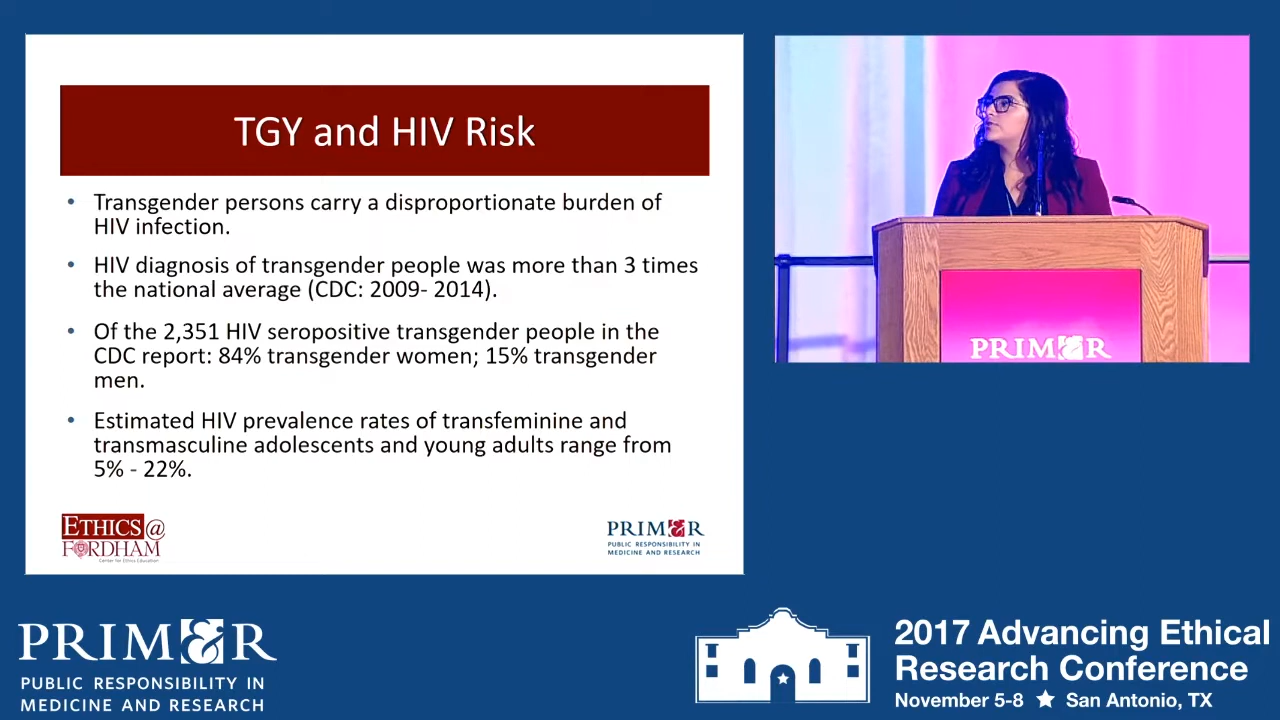 TGY and HIV Risk
• Transgender persons carry a disproportionate burden of
HIV infection.
• HIV diagnosis of transgender people was more than 3 times
the national average (CDC: 2009- 2014).
• Of the 2,351 HIV seropositive transgender people in the
CDC report: 84% transgender women; 15% transgender
men.
• Estimated HIV prevalence rates of transfeminine and
transmasculine adolescents and young adults range from
5% - 22%.
ETHICS@
FORDHAM
Center for Ethics Education
PRIM&R
PUBLIC RESPONSIBILITY IN
MEDICINE AND RESEARCH
PRIM&R
PRIM&R
PUBLIC RESPONSIBILITY IN
MEDICINE AND RESEARCH
2017 Advancing Ethical
Research Conference
November 5-8 ★ San Antonio, TX